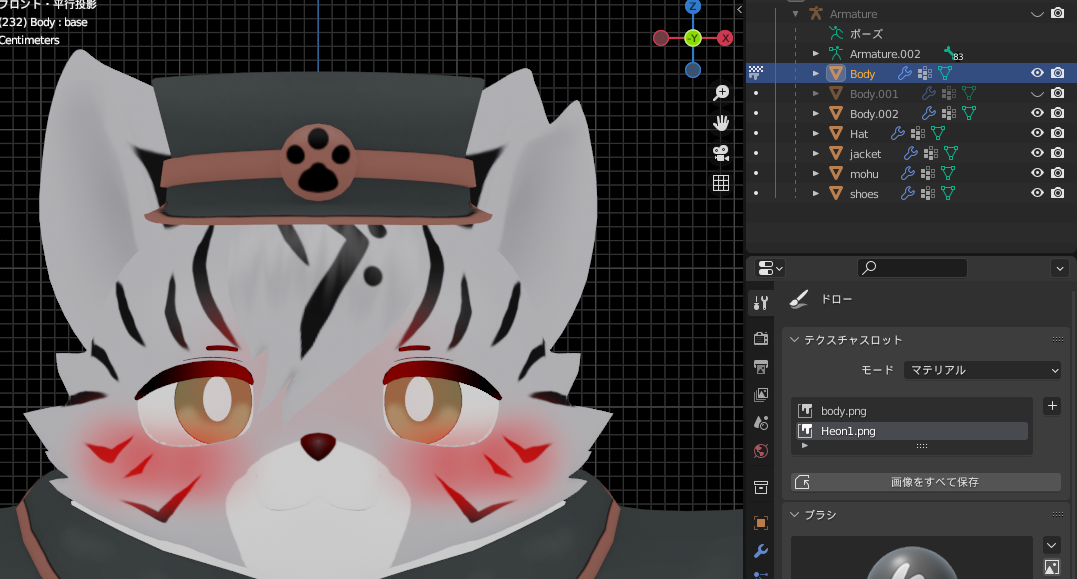 フロント・平行投影
(232) Body : base
Centimeters
Z
-Y
X
Armature
ポーズ
Armature.002
83
Body
Body.001
Body.002
Hat
jacket
mohu
shoes
ドロー
テクスチャスロット
モード
マテリアル
body.png
Heon1.png
画像をすべて保存
ブラシ